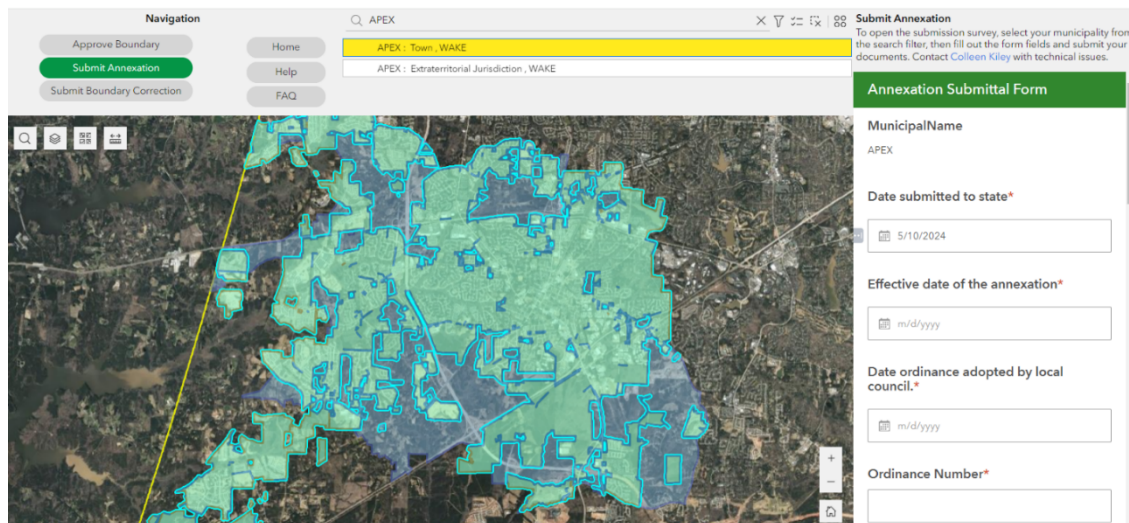 Navigation
Approve Boundary
Submit Annexation
Submit Boundary Correction
Home
Help
FAQ
APEX
APEX : Town , WAKE
APEX : Extraterritorial Jurisdiction , WAKE
Submit Annexation
To open the submission survey, select your municipality from
the search filter, then fill out the form fields and submit your
documents. Contact Colleen Kiley with technical issues.
Annexation Submittal Form
MunicipalName
APEX
Date submitted to state*
5/10/2024
Effective date of the annexation*
m/d/yyyy
Date ordinance adopted by local
council.*
m/d/yyyy
Ordinance Number*